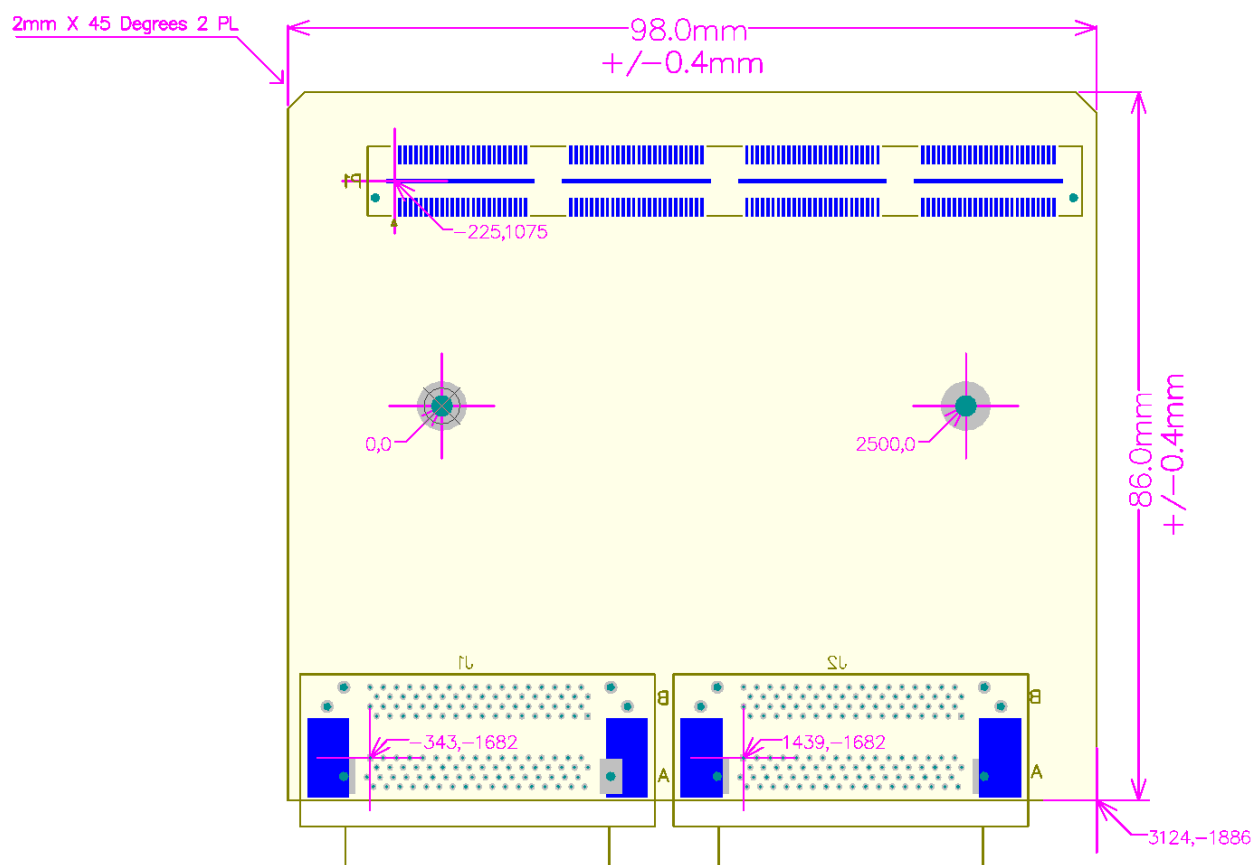 2mm X 45 Degrees 2 PL
98.0mm
+/-0.4mm
P1
-225,1075
0,0
2500,0
86.0mm
+/-0.4mm
J1
J2
B
B
-343,-1682
1439,-1682
A
A
3124,-1886